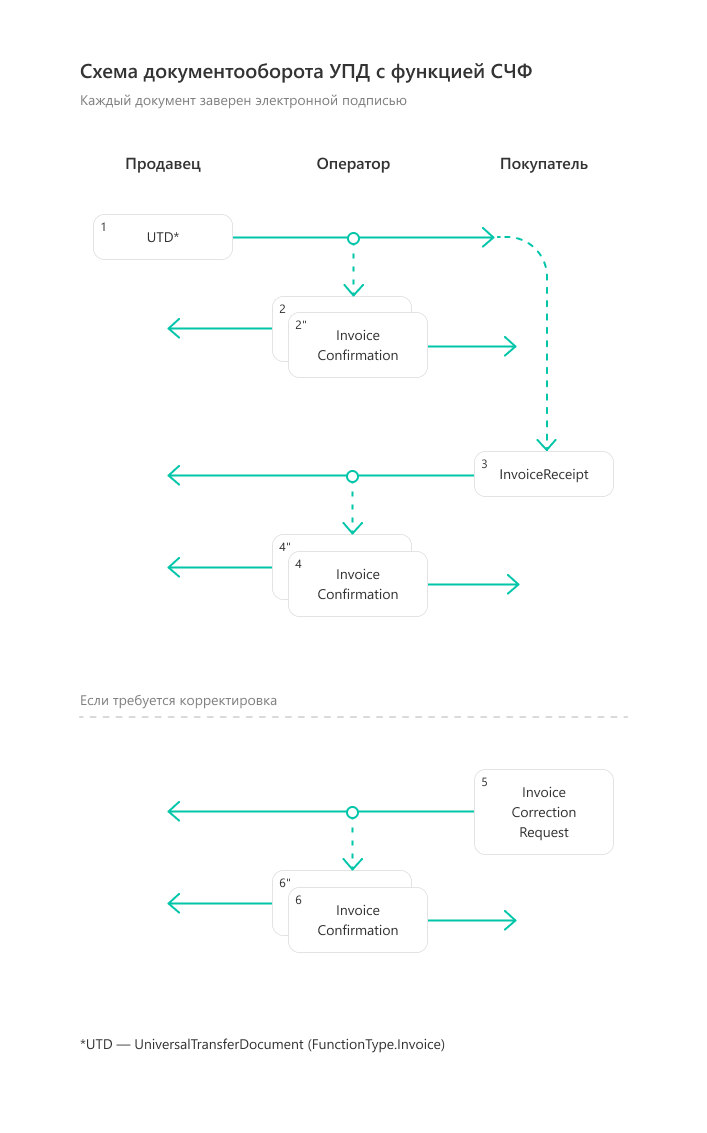 Схема документооборота УПД с функцией СЧФ
Каждый документ заверен электронной подписью
Продавец
Оператор
Покупатель
1
UTD*
2
2"
Invoice
Confirmation
3
InvoiceReceipt
4"
4
Invoice
Confirmation
Если требуется корректировка
5
Invoice
Correction
Request
6"
6
Invoice
Confirmation
*UTD — UniversalTransferDocument (FunctionType.Invoice)